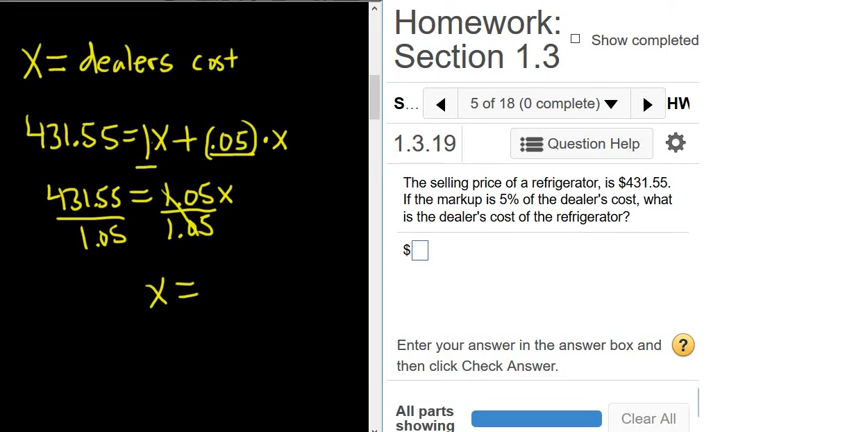 X = dealers cost
431.55 = 1X + (.05) · x
431.55 = 1.05x
1.05 1.05
x =
Homework:
Section 1.3
Show completed
S... 5 of 18 (0 complete) HW
1.3.19 Question Help
The selling price of a refrigerator, is $431.55.
If the markup is 5% of the dealer's cost, what
is the dealer's cost of the refrigerator?
$
Enter your answer in the answer box and
then click Check Answer.
?
All parts
showing
Clear All